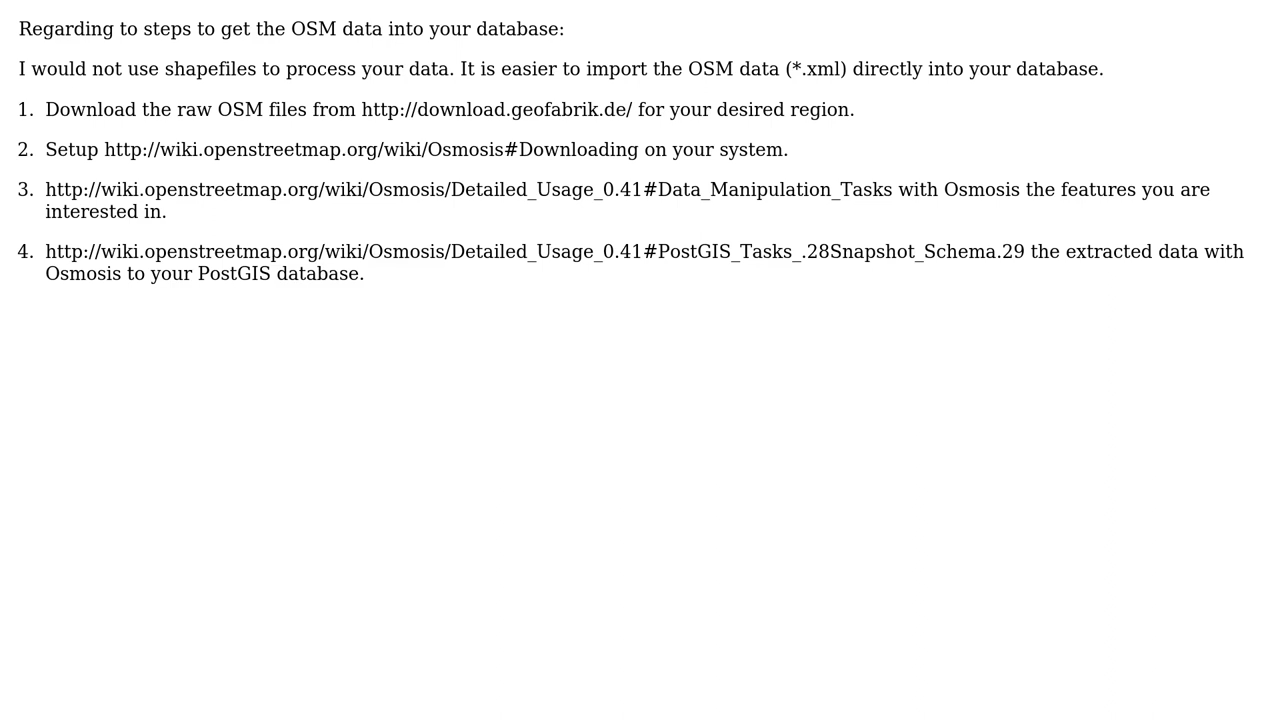 Regarding to steps to get the OSM data into your database:
I would not use shapefiles to process your data. It is easier to import the OSM data (*.xml) directly into your database.
1. Download the raw OSM files from http://download.geofabrik.de/ for your desired region.
2. Setup http://wiki.openstreetmap.org/wiki/Osmosis#Downloading on your system.
3. http://wiki.openstreetmap.org/wiki/Osmosis/Detailed_Usage_0.41#Data_Manipulation_Tasks with Osmosis the features you are
interested in.
4. http://wiki.openstreetmap.org/wiki/Osmosis/Detailed_Usage_0.41#PostGIS_Tasks_.28Snapshot_Schema.29 the extracted data with
Osmosis to your PostGIS database.